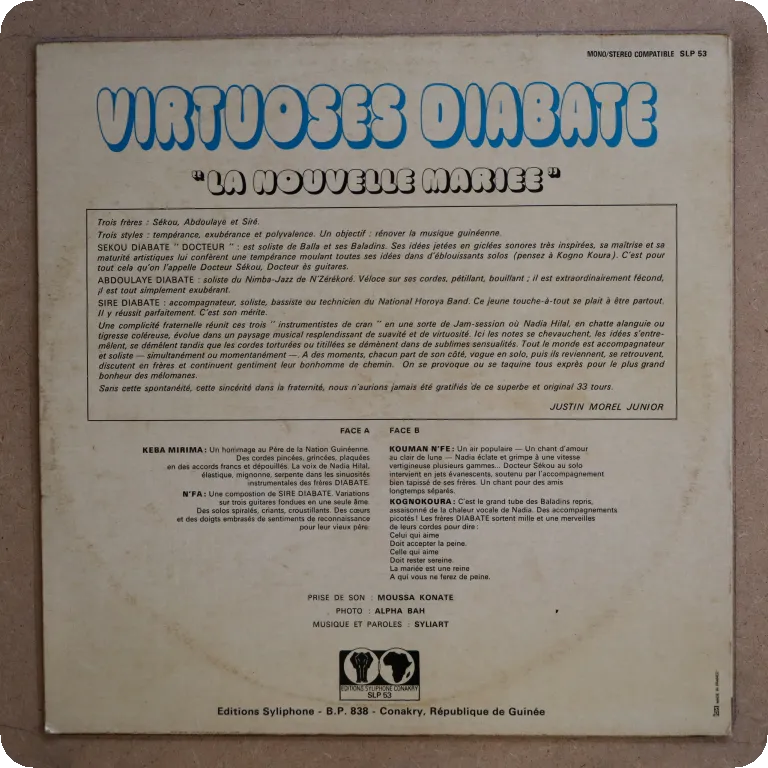 MONO/STEREO COMPATIBLE SLP 53
VIRTUOSES DIABATE
"LA NOUVELLE MARIEE"
Trois frères : Sékou, Abdoulaye et Siré.
Trois styles : tempérance, exubérance et polyvalence. Un objectif : rénover la musique guinéenne.
SEKOU DIABATE " DOCTEUR " : est soliste de Balla et ses Baladins. Ses idées jetées en giclées sonores très inspirées, sa maîtrise et sa
maturité artistiques lui confèrent une tempérance moulant toutes ses idées dans d'éblouissants solos (pensez à Kogno Koura). C'est pour
tout cela qu'on l'appelle Docteur Sékou, Docteur ès guitares.
ABDOULAYE DIABATE : soliste du Nimba-Jazz de N'Zérékoré. Véloce sur ses cordes, pétillant, bouillant ; il est extraordinairement fécond,
il est tout simplement exubérant.
SIRE DIABATE : accompagnateur, soliste, bassiste ou technicien du National Horoya Band. Ce jeune touche-à-tout se plait à être partout.
Il y réussit parfaitement. C'est son mérite.
Une complicité fraternelle réunit ces trois " instrumentistes de cran " en une sorte de Jam-session où Nadia Hilal, en chatte alanguie ou
tigresse coléreuse, évolue dans un paysage musical resplendissant de suavité et de virtuosité. Ici les notes se chevauchent, les idées s'entre-
mêlent, se démêlent tandis que les cordes torturées ou titillées se démènent dans de sublimes sensualités. Tout le monde est accompagnateur
et soliste — simultanément ou momentanément —. A des moments, chacun part de son côté, vogue en solo, puis ils reviennent, se retrouvent,
discutent en frères et continuent gentiment leur bonhomme de chemin. On se provoque ou se taquine tous exprès pour le plus grand
bonheur des mélomanes.
Sans cette spontanéité, cette sincérité dans la fraternité, nous n'aurions jamais été gratifiés de ce superbe et original 33 tours.
JUSTIN MOREL JUNIOR
FACE A
KEBA MIRIMA : Un hommage au Père de la Nation Guinéenne.
Des cordes pincées, grincées, plaquées
en des accords francs et dépouillés. La voix de Nadia Hilal,
élastique, mignonne, serpente dans les sinuosités
instrumentales des frères DIABATE.
N'FA : Une composition de SIRE DIABATE. Variations
sur trois guitares fondues en une seule âme.
Des solos spiralés, criants, croustillants. Des cœurs
et des doigts embrasés de sentiments de reconnaissance
pour leur vieux père.
FACE B
KOUMAN N'FE : Un air populaire — Un chant d'amour
au clair de lune — Nadia éclate et grimpe à une vitesse
vertigineuse plusieurs gammes... Docteur Sékou au solo
intervient en jets évanescents, soutenu par l'accompagnement
bien tapissé de ses frères. Un chant pour des amis
longtemps séparés.
KOGNOKOURA : C'est le grand tube des Baladins repris,
assaisonné de la chaleur vocale de Nadia. Des accompagnements
picotés ! Les frères DIABATE sortent mille et une merveilles
de leurs cordes pour dire :
Celui qui aime
Doit accepter la peine.
Celle qui aime
Doit rester sereine
La mariée est une reine
A qui vous ne ferez de peine.
PRISE DE SON : MOUSSA KONATE
PHOTO : ALPHA BAH
MUSIQUE ET PAROLES : SYLIART
EDITIONS SYLIPHONE CONAKRY
SLP 53
Editions Syliphone - B.P. 838 - Conakry, République de Guinée
MADE IN FRANCE